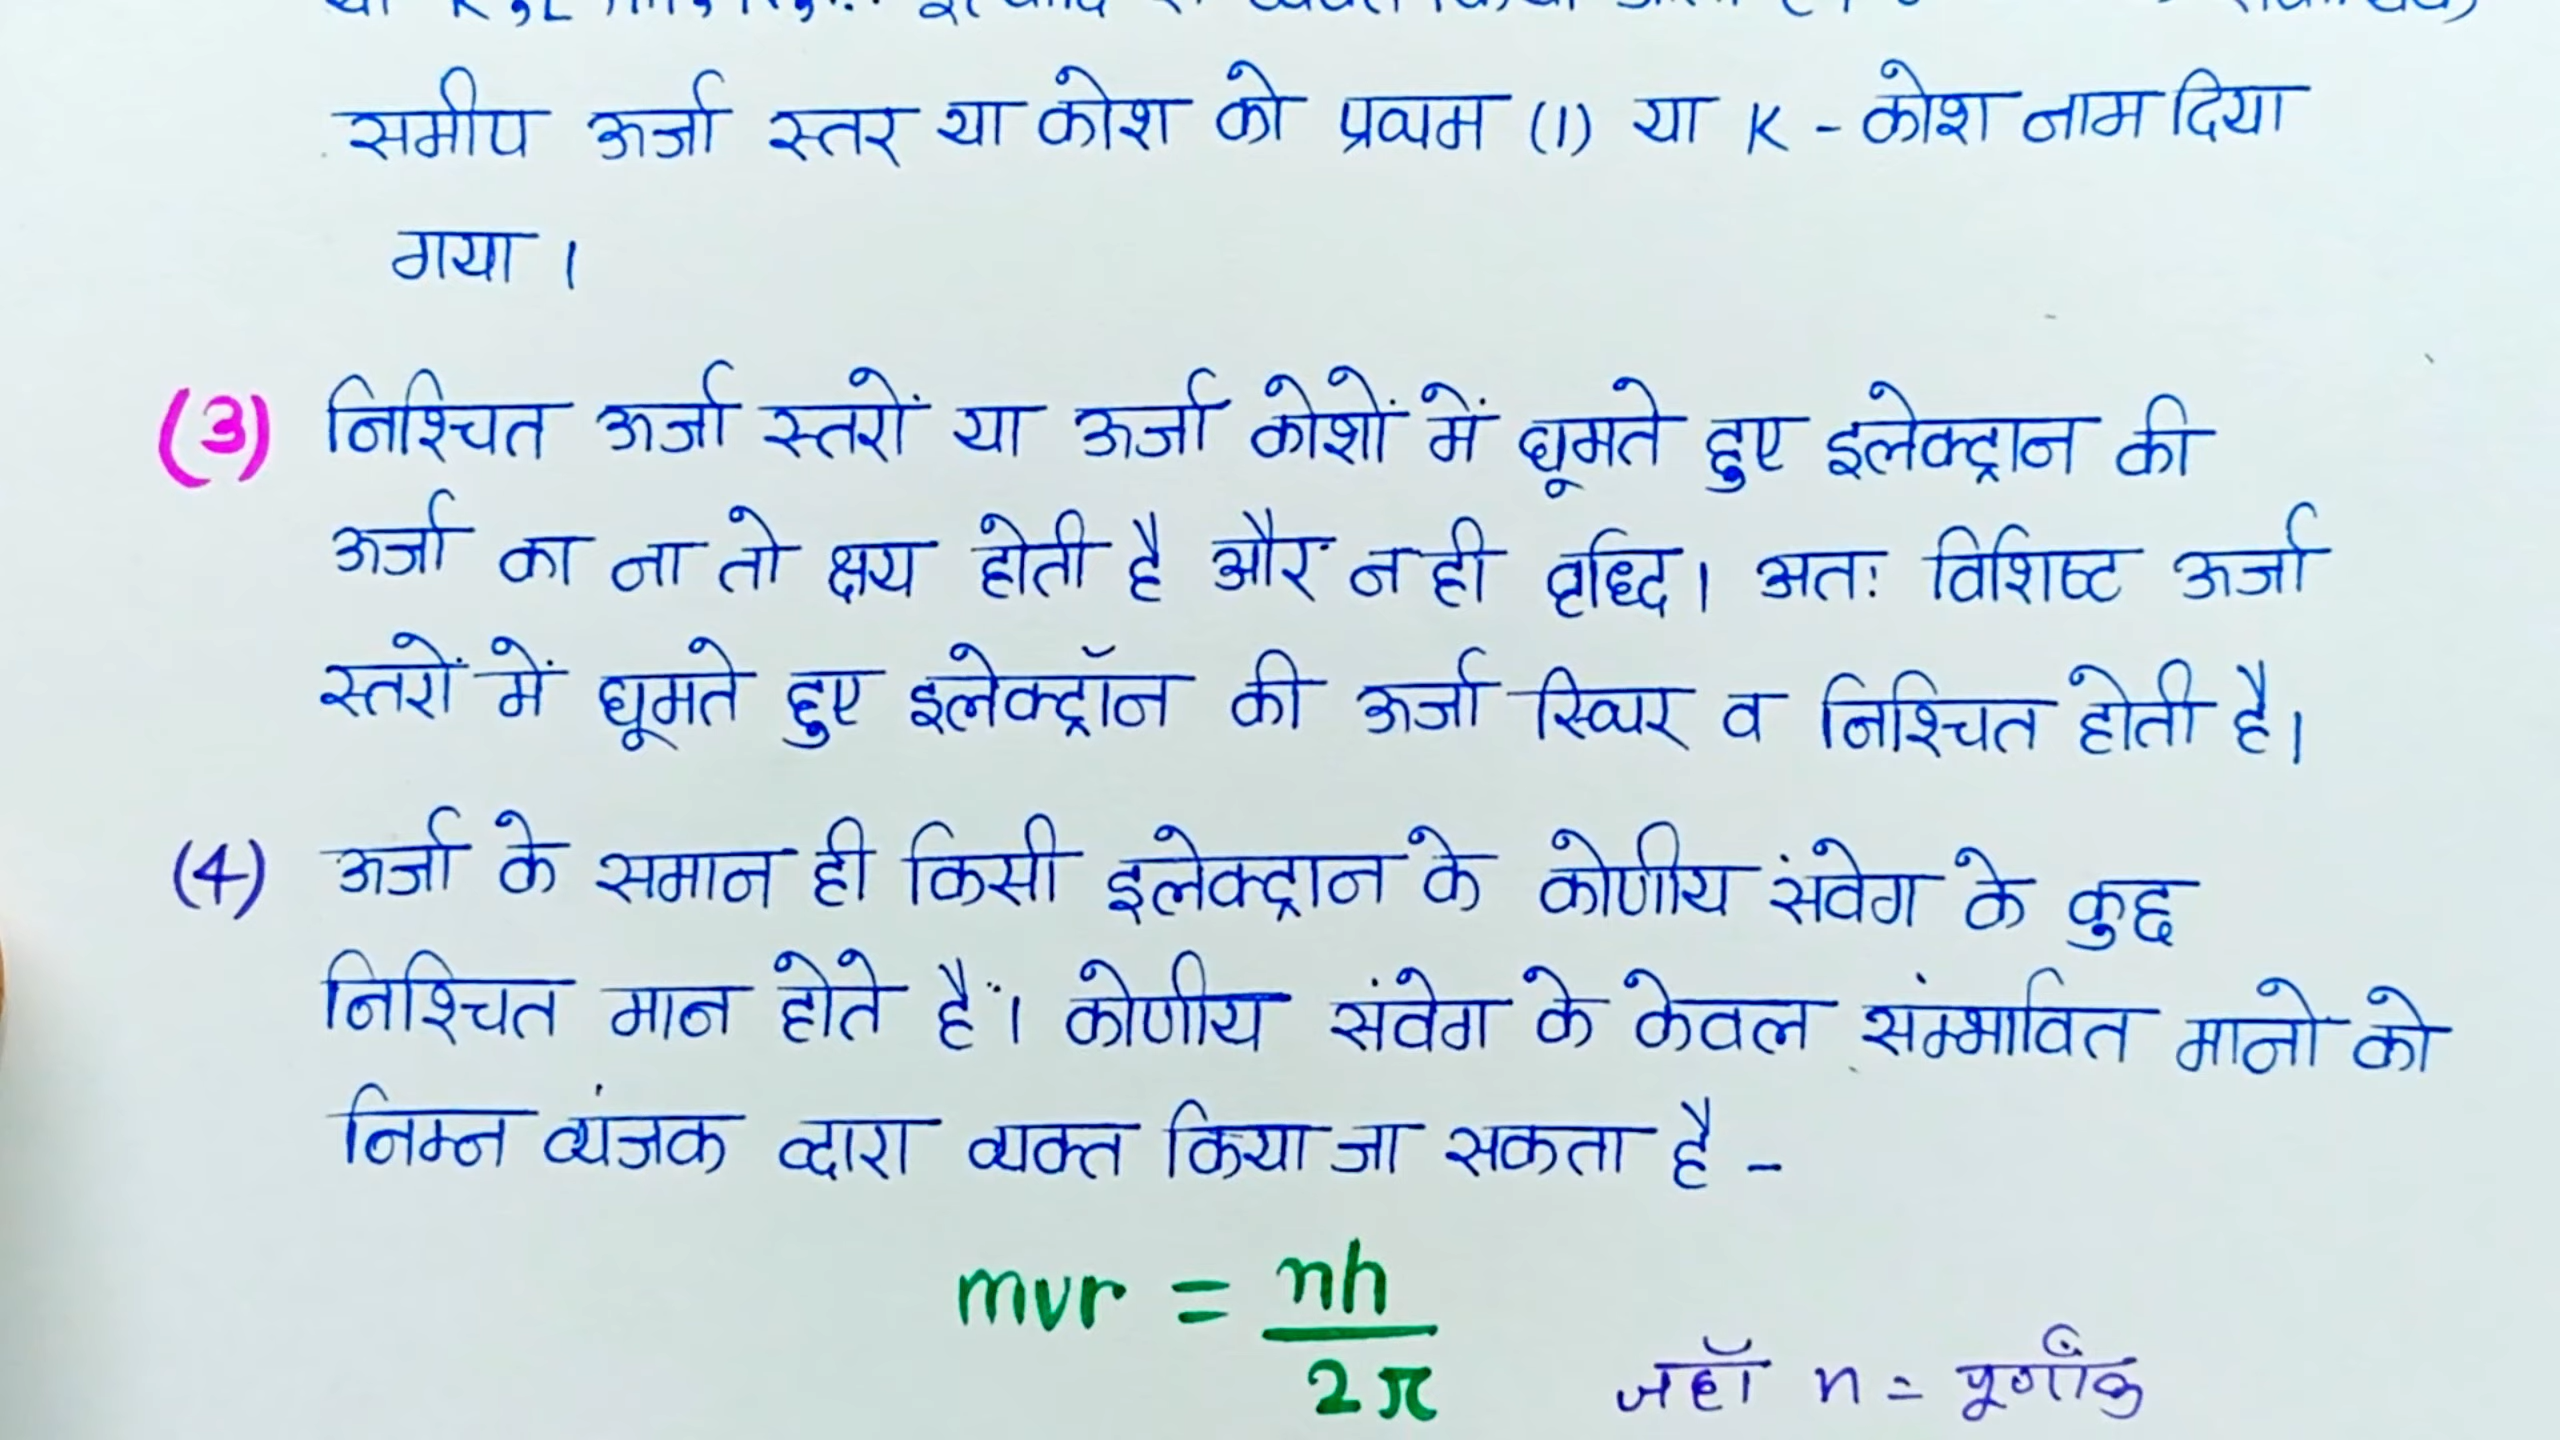 समीप ऊर्जा स्तर या कोश को प्रथम (1) या K - कोश नाम दिया
गया ।
(3) निश्चित ऊर्जा स्तरों या ऊर्जा कोशों में घूमते हुए इलेक्ट्रान की
ऊर्जा का ना तो क्षय होती है और न ही वृद्धि। अतः विशिष्ट ऊर्जा
स्तरों में घूमते हुए इलेक्ट्रॉन की ऊर्जा स्थिर व निश्चित होती है।
(4) ऊर्जा के समान ही किसी इलेक्ट्रान के कोणीय संवेग के कुछ
निश्चित मान होते हैं। कोणीय संवेग के केवल संम्भावित मानो को
निम्न व्यंजक द्वारा व्यक्त किया जा सकता है -
mvr = nh
2π जहाँ n = पूर्णांक